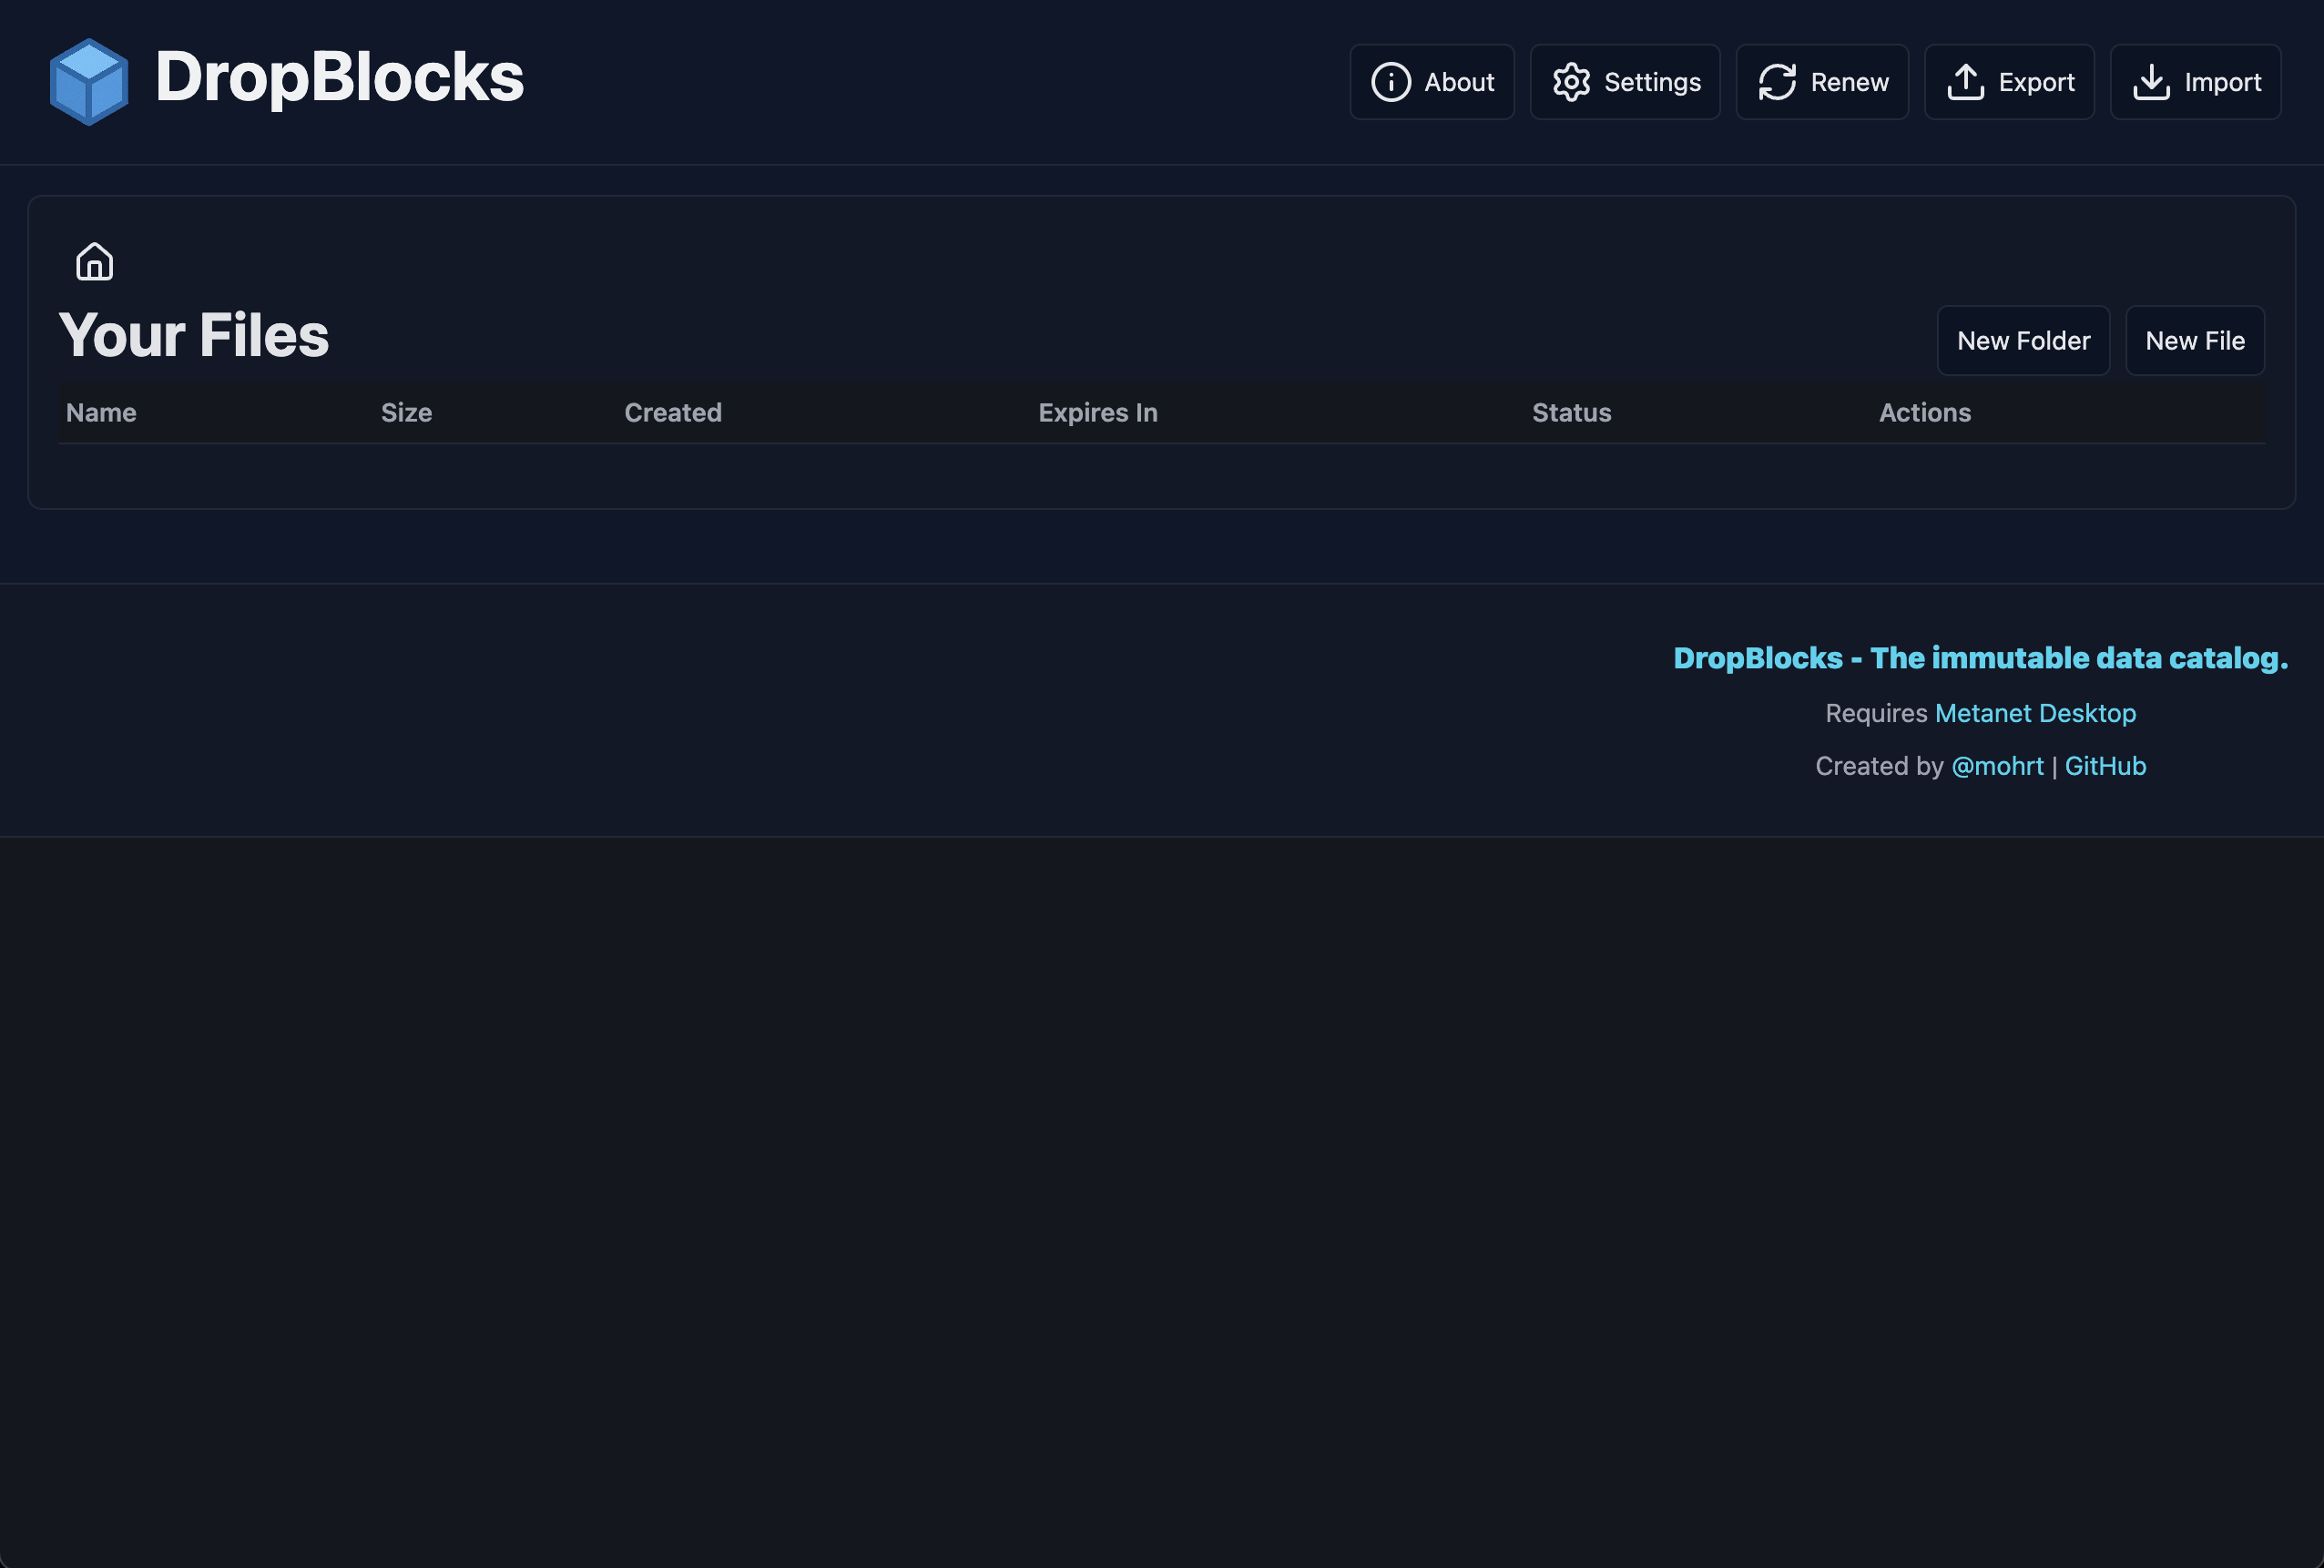 DropBlocks
About Settings Renew Export Import
Your Files
New Folder New File
Name Size Created Expires In Status Actions
DropBlocks - The immutable data catalog.
Requires Metanet Desktop
Created by @mohrt | GitHub